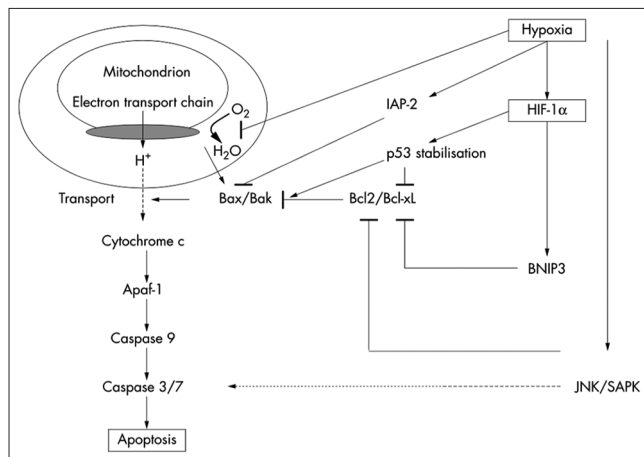 Hypoxia
Mitochondrion
Electron transport chain
O2
IAP-2
HIF-1α
H2O
H+
p53 stabilisation
Transport
Bax/Bak
Bcl2/Bcl-xL
Cytochrome c
BNIP3
Apaf-1
Caspase 9
Caspase 3/7
JNK/SAPK
Apoptosis